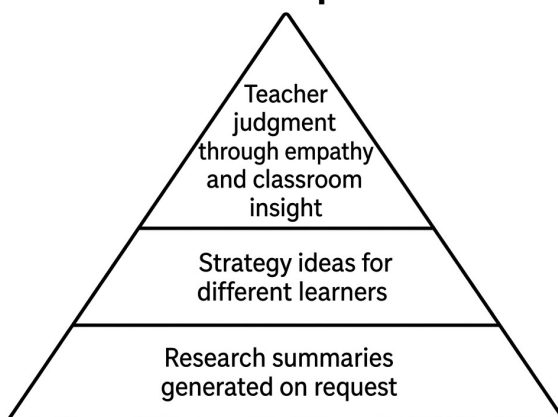 Teacher
judgment
through empathy
and classroom
insight
Strategy ideas for
different learners
Research summaries
generated on request